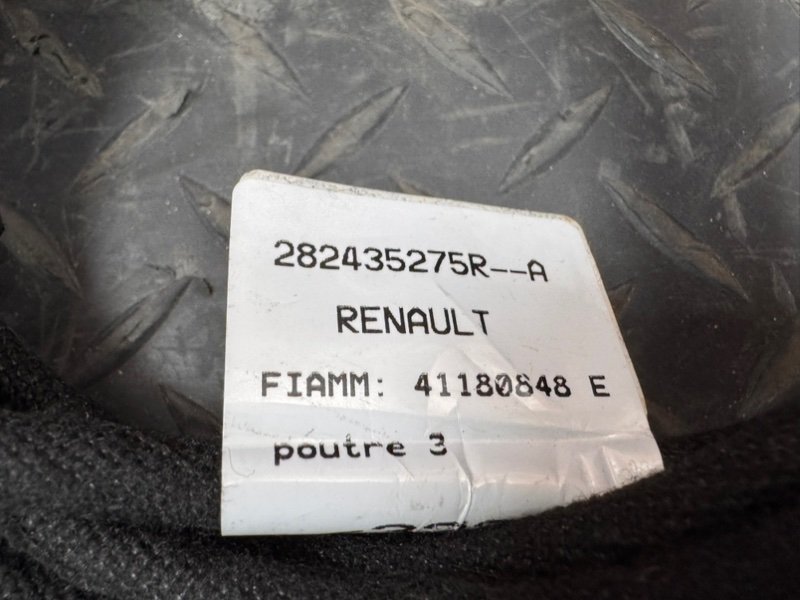 282435275R--A
RENAULT
FIAMM: 41180848 E
poutre 3